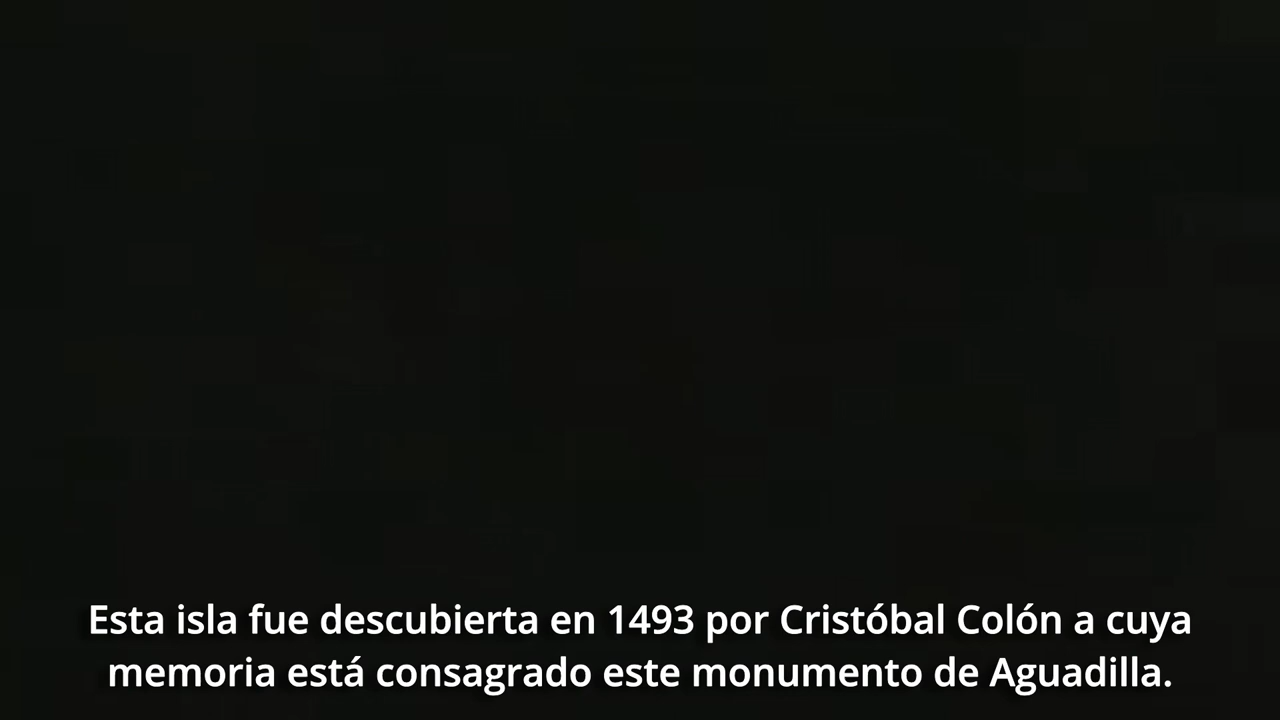 Esta isla fue descubierta en 1493 por Cristóbal Colón a cuya
memoria está consagrado este monumento de Aguadilla.